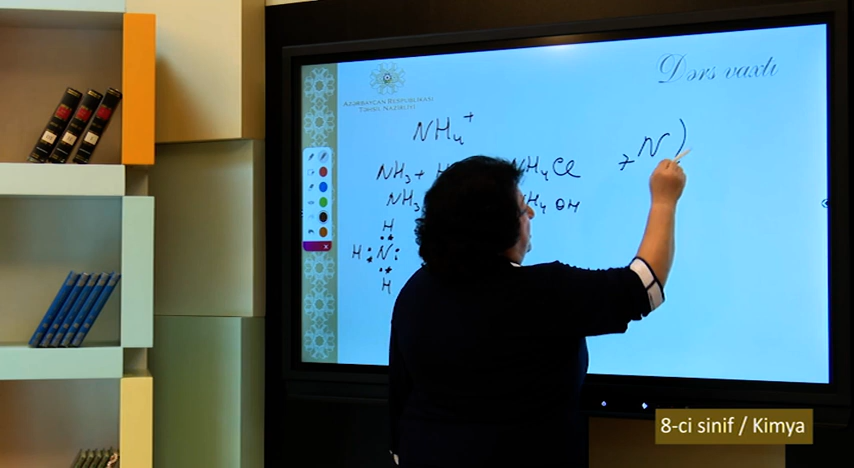 Dərs vaxtı
AZƏRBAYCAN RESPUBLİKASI
TƏHSİL NAZİRLİYİ
NH₄⁺
NH₃ + H NH₄Cl
NH₃ NH₄OH
H
H : N :
H
₇N )
8-ci sinif / Kimya